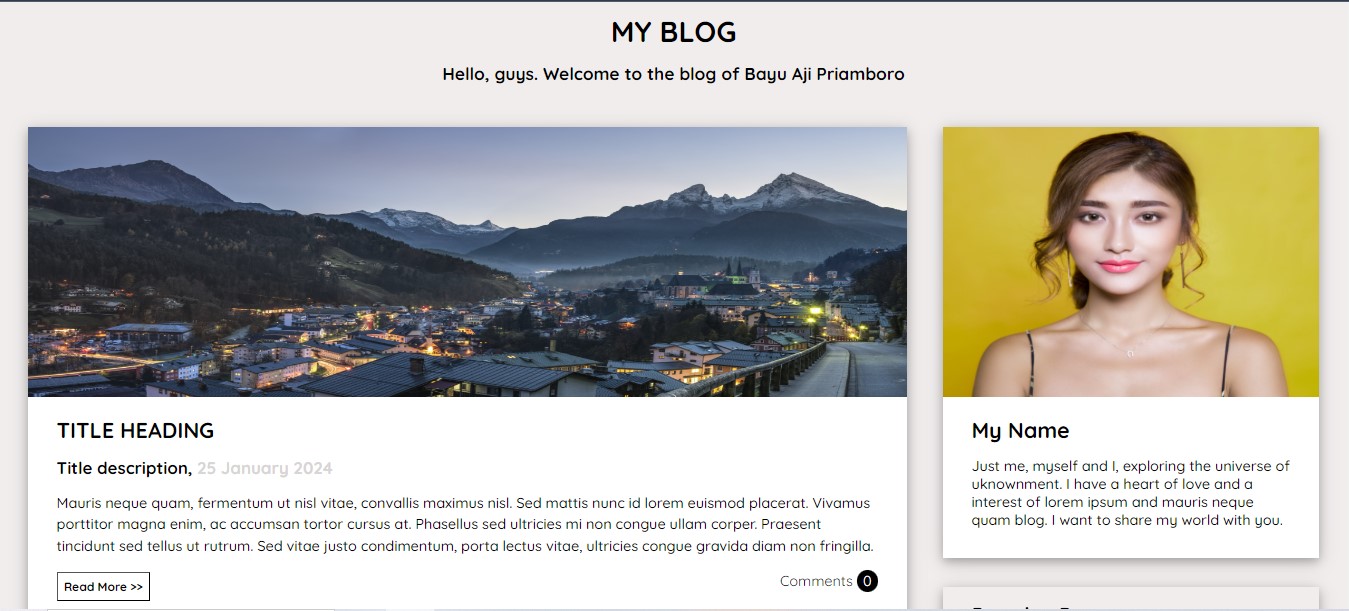 MY BLOG
Hello, guys. Welcome to the blog of Bayu Aji Priamboro
TITLE HEADING
Title description, 25 January 2024
Mauris neque quam, fermentum ut nisl vitae, convallis maximus nisl. Sed mattis nunc id lorem euismod placerat. Vivamus
porttitor magna enim, ac accumsan tortor cursus at. Phasellus sed ultricies mi non congue ullam corper. Praesent
tincidunt sed tellus ut rutrum. Sed vitae justo condimentum, porta lectus vitae, ultricies congue gravida diam non fringilla.
Read More >>
Comments 0
My Name
Just me, myself and I, exploring the universe of
uknownment. I have a heart of love and a
interest of lorem ipsum and mauris neque
quam blog. I want to share my world with you.